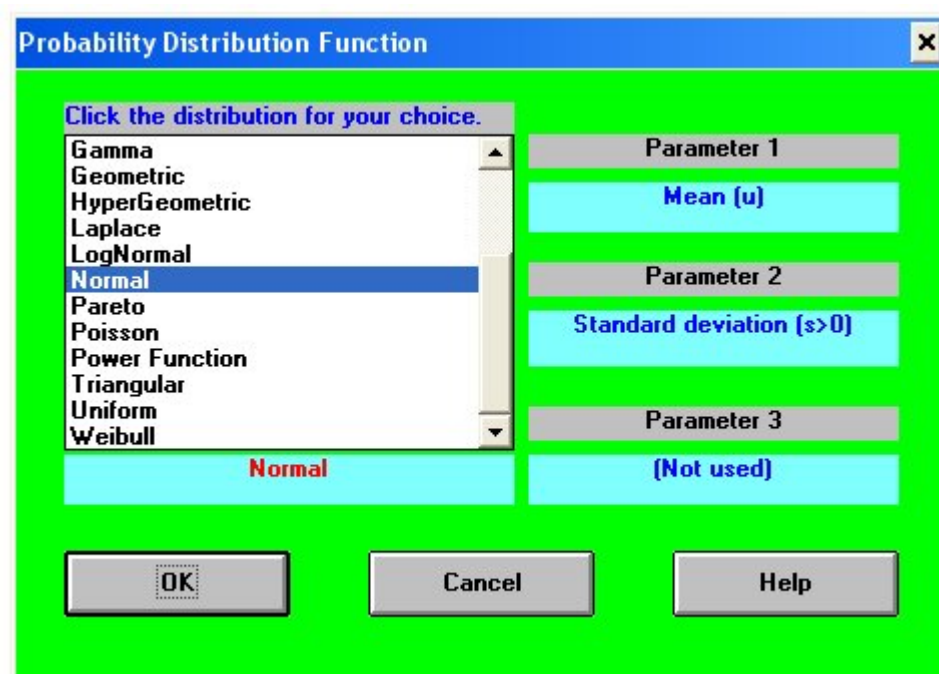 Probability Distribution Function
Click the distribution for your choice.
Gamma
Geometric
HyperGeometric
Laplace
LogNormal
Normal
Pareto
Poisson
Power Function
Triangular
Uniform
Weibull
Normal
Parameter 1
Mean (u)
Parameter 2
Standard deviation (s>0)
Parameter 3
(Not used)
OK
Cancel
Help